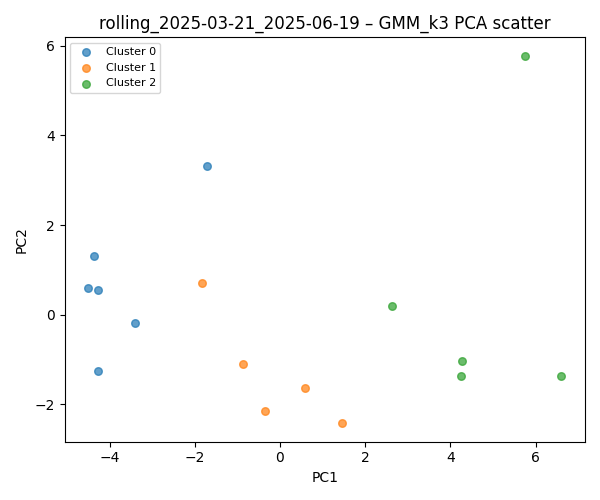 rolling_2025-03-21_2025-06-19 – GMM_k3 PCA scatter
Cluster 0
Cluster 1
Cluster 2
PC2
6
4
2
0
−2
−4
−2
0
2
4
6
PC1